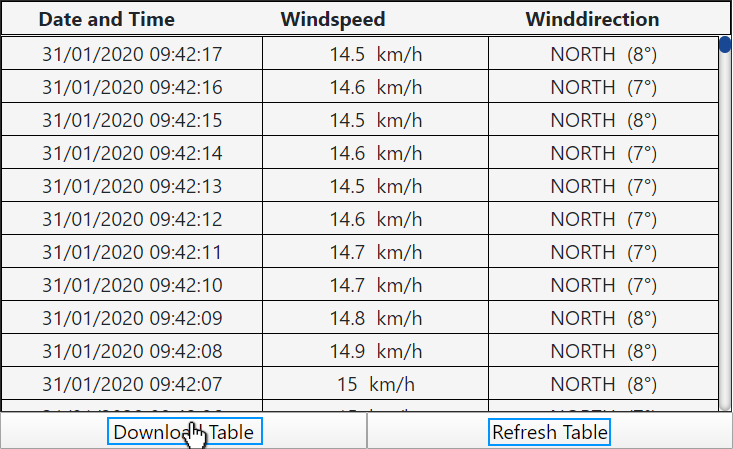 Date and Time Windspeed Winddirection
31/01/2020 09:42:17 14.5 km/h NORTH (8°)
31/01/2020 09:42:16 14.6 km/h NORTH (7°)
31/01/2020 09:42:15 14.5 km/h NORTH (8°)
31/01/2020 09:42:14 14.6 km/h NORTH (7°)
31/01/2020 09:42:13 14.5 km/h NORTH (7°)
31/01/2020 09:42:12 14.6 km/h NORTH (7°)
31/01/2020 09:42:11 14.7 km/h NORTH (7°)
31/01/2020 09:42:10 14.7 km/h NORTH (7°)
31/01/2020 09:42:09 14.8 km/h NORTH (8°)
31/01/2020 09:42:08 14.9 km/h NORTH (8°)
31/01/2020 09:42:07 15 km/h NORTH (8°)
Download Table Refresh Table